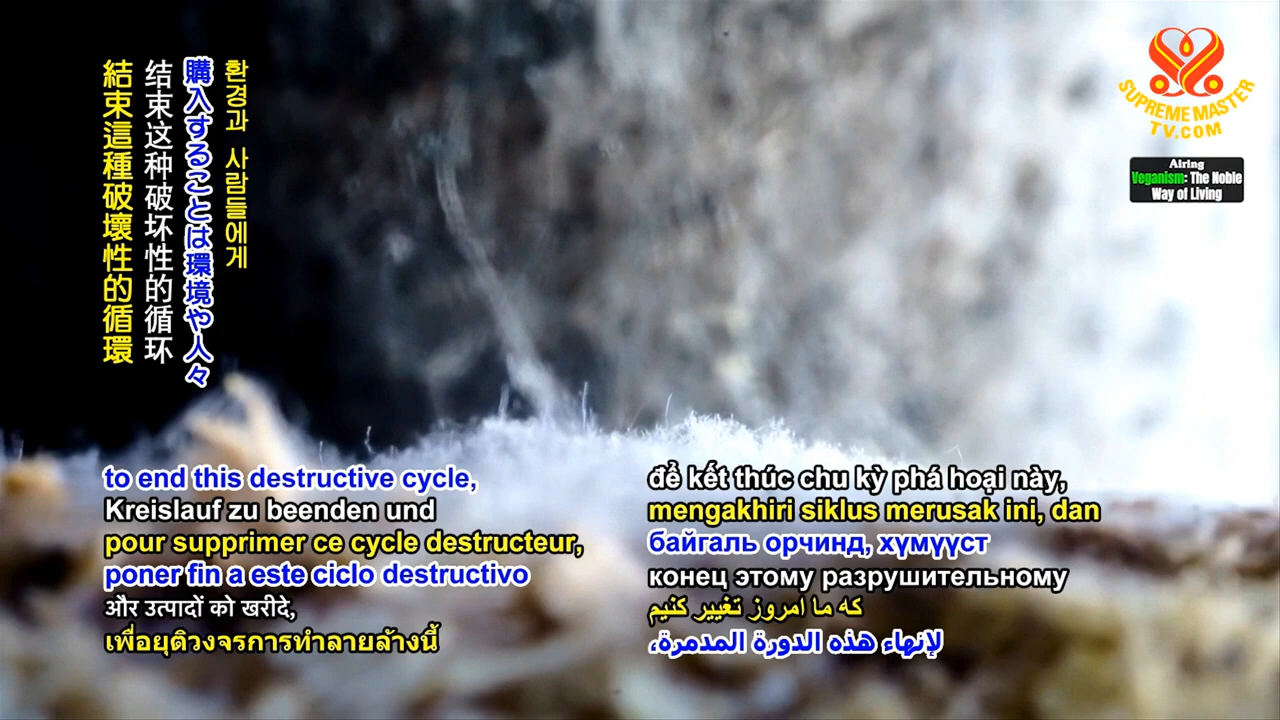 結束這種破壞性的循環
结束这种破坏性的循环
購入することは環境や人々
환경과 사람들에게
SUPREME MASTER
TV.COM
Airing
Veganism: The Noble
Way of Living
to end this destructive cycle,
Kreislauf zu beenden und
pour supprimer ce cycle destructeur,
poner fin a este ciclo destructivo
और उत्पादों को खरीदे,
เพื่อยุติวงจรการทำลายล้างนี้
để kết thúc chu kỳ phá hoại này,
mengakhiri siklus merusak ini, dan
байгаль орчинд, хүмүүст
конец этому разрушительному
که ما امروز تغییر کنیم
لإنهاء هذه الدورة المدمرة،